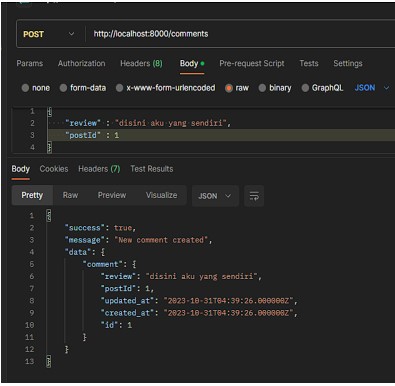 POST http://localhost:8000/comments
Params Authorization Headers (8) Body Pre-request Script Tests Settings
none form-data x-www-form-urlencoded raw binary GraphQL JSON
1 {
2 "review" : "disini aku yang sendiri",
3 "postId" : 1
4 }
Body Cookies Headers (7) Test Results
Pretty Raw Preview Visualize JSON
1 {
2 "success": true,
3 "message": "New comment created",
4 "data": {
5 "comment": {
6 "review": "disini aku yang sendiri",
7 "postId": 1,
8 "updated_at": "2023-10-31T04:39:26.000000Z",
9 "created_at": "2023-10-31T04:39:26.000000Z",
10 "id": 1
11 }
12 }
13 }